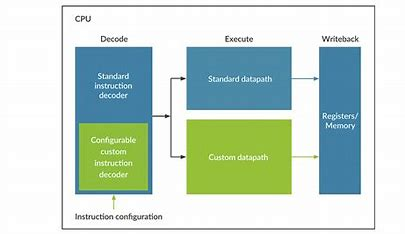 CPU
Decode
Execute
Writeback
Standard
instruction
decoder
Standard datapath
Registers/
Memory
Configurable
custom
instruction
decoder
Custom datapath
Instruction configuration